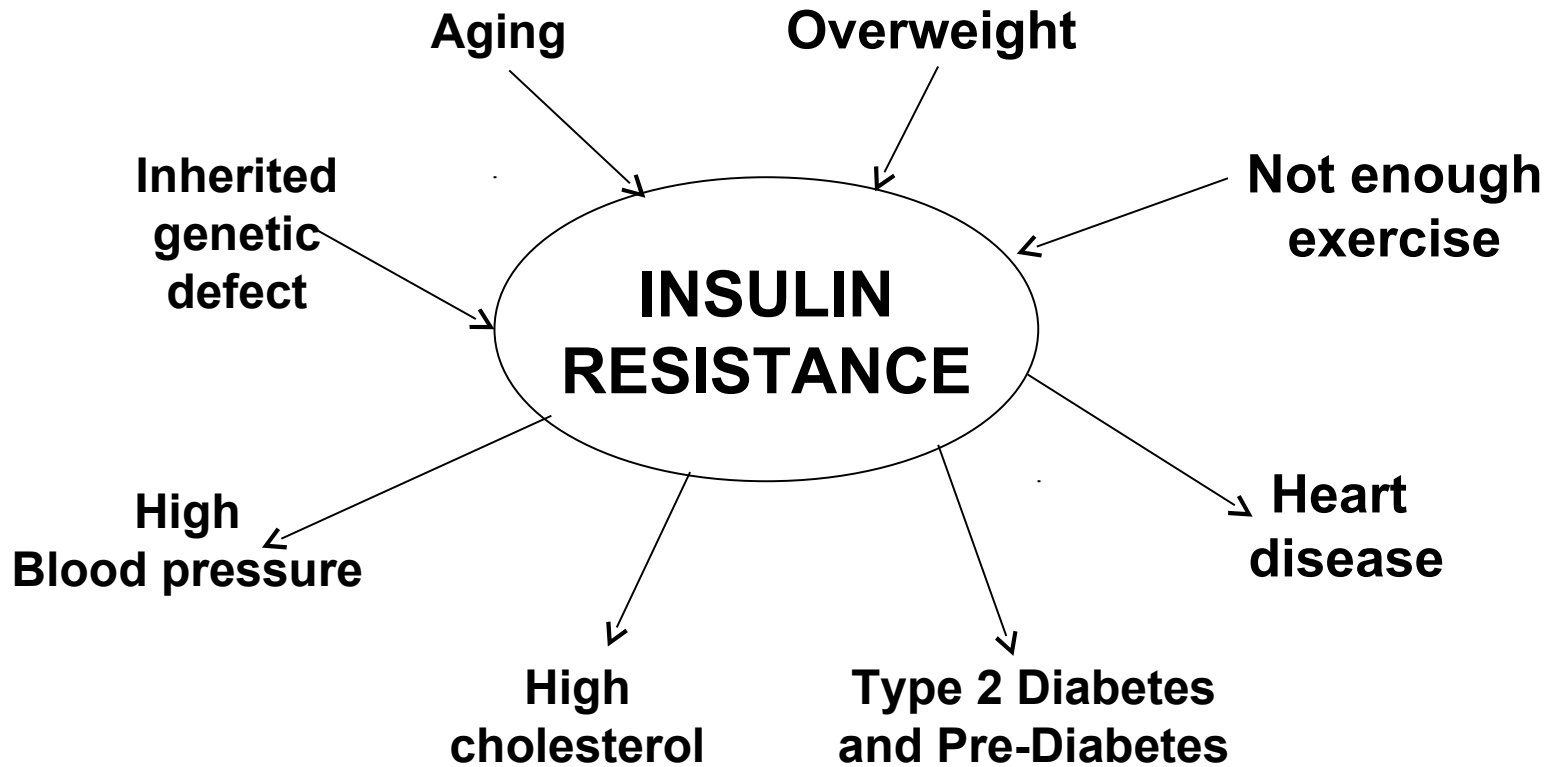 Aging
Overweight
Inherited
genetic
defect
Not enough
exercise
INSULIN
RESISTANCE
High
Blood pressure
Heart
disease
High
cholesterol
Type 2 Diabetes
and Pre-Diabetes